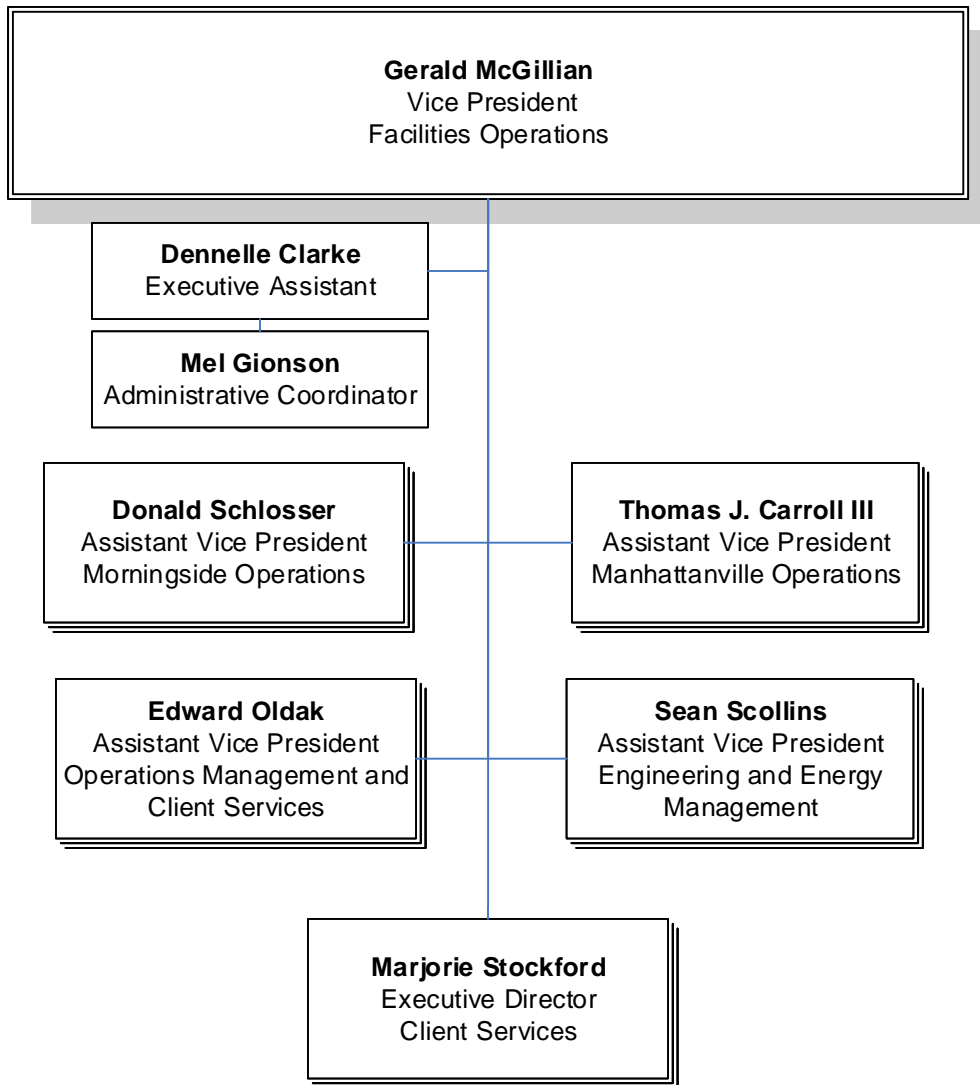 Gerald McGillian
Vice President
Facilities Operations
Dennelle Clarke
Executive Assistant
Mel Gionson
Administrative Coordinator
Donald Schlosser
Assistant Vice President
Morningside Operations
Thomas J. Carroll III
Assistant Vice President
Manhattanville Operations
Edward Oldak
Assistant Vice President
Operations Management and
Client Services
Sean Scollins
Assistant Vice President
Engineering and Energy
Management
Marjorie Stockford
Executive Director
Client Services